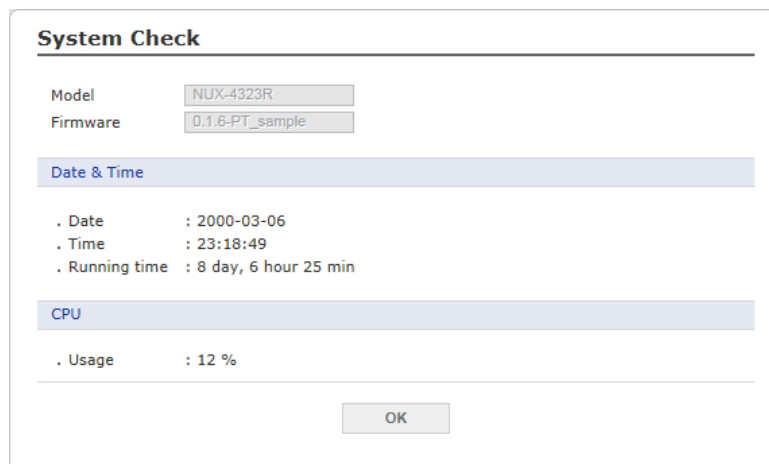 System Check
Model NUX-4323R
Firmware 0.1.6-PT_sample
Date & Time
. Date : 2000-03-06
. Time : 23:18:49
. Running time : 8 day, 6 hour 25 min
CPU
. Usage : 12 %
OK